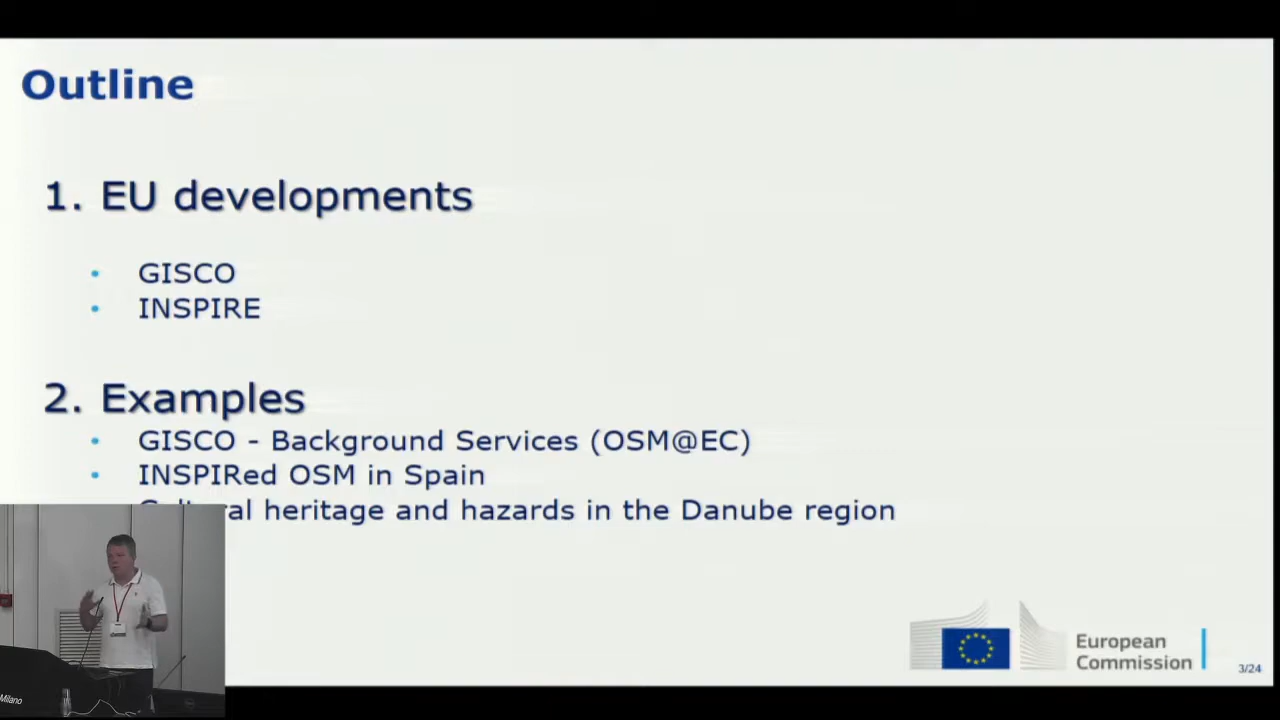 Outline
1. EU developments
• GISCO
• INSPIRE
2. Examples
• GISCO - Background Services (OSM@EC)
• INSPIRed OSM in Spain
heritage and hazards in the Danube region
European
Commission
3/24
Milano